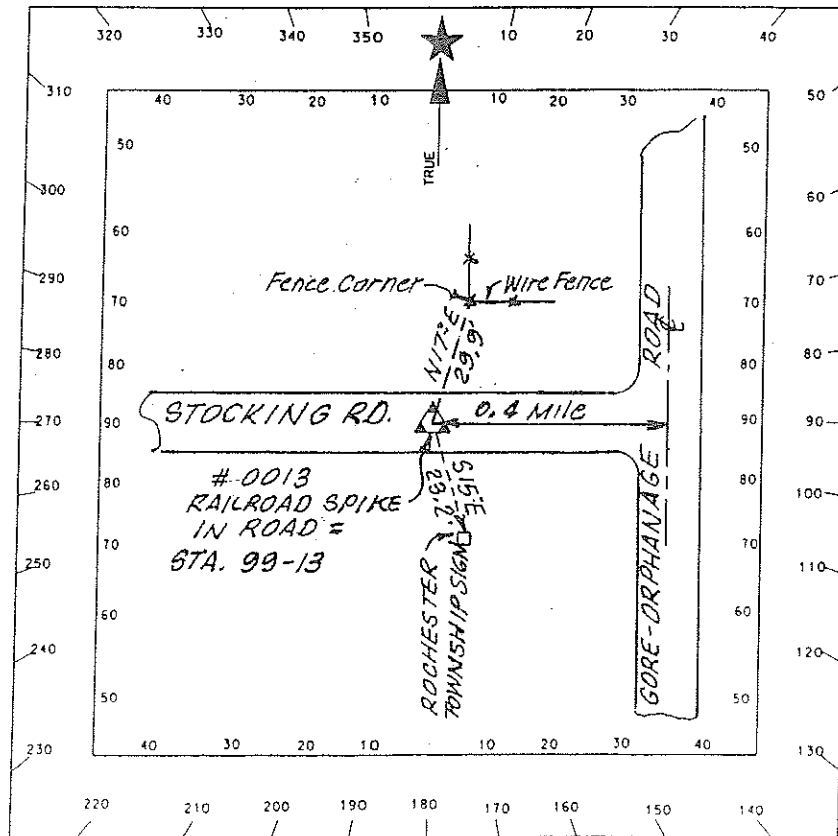 320 330 340 350 10 20 30 40
310 50
40 30 20 10 10 20 30 40
50 50
TRUE
300 60
60 60
290 70
Fence Corner Wire Fence
70 70
N17°E
29.9'
280 80
80 80
STOCKING RD.
0.4 Mile
270 90
90 90
GORE-ORPHANAGE ROAD
260 100
80 80
# 0013
RAILROAD SPIKE
IN ROAD =
STA. 99-13
S15°E
23.2'
250 110
70 70
ROCHESTER
TOWNSHIP SIGN
60 60
240 120
50 50
40 30 20 10 10 20 30 40
230 130
220 210 200 190 180 170 160 150 140